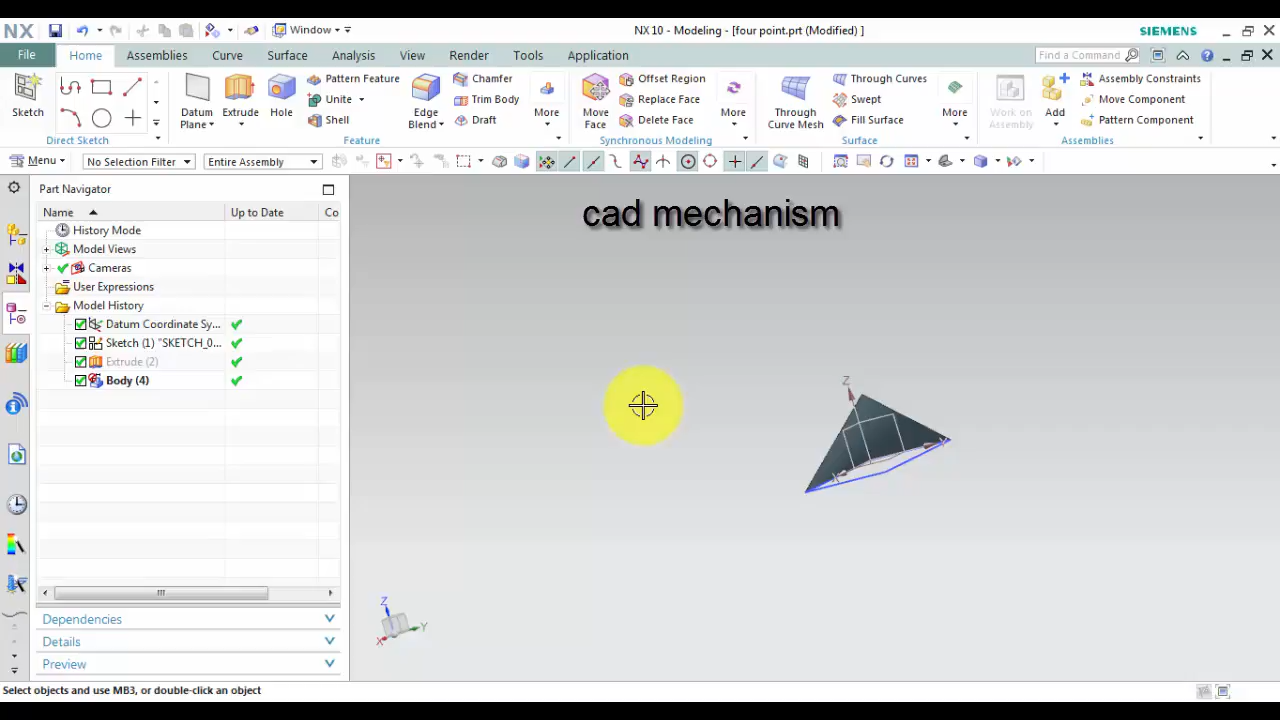 NX
Window
NX 10 - Modeling - [four point.prt (Modified) ]
SIEMENS
File
Home
Assemblies
Curve
Surface
Analysis
View
Render
Tools
Application
Find a Command
Sketch
Direct Sketch
Datum Plane
Extrude
Hole
Pattern Feature
Unite
Shell
Edge Blend
Chamfer
Trim Body
Draft
More
Feature
Move Face
Offset Region
Replace Face
Delete Face
More
Synchronous Modeling
Through Curve Mesh
Through Curves
Swept
Fill Surface
More
Surface
Work on Assembly
Add
Assembly Constraints
Move Component
Pattern Component
Assemblies
Menu
No Selection Filter
Entire Assembly
Part Navigator
Name
Up to Date
Co
History Mode
Model Views
Cameras
User Expressions
Model History
Datum Coordinate Sy...
Sketch (1) "SKETCH_0...
Extrude (2)
Body (4)
Dependencies
Details
Preview
cad mechanism
Z
X
Y
Z
X
Y
Select objects and use MB3, or double-click an object